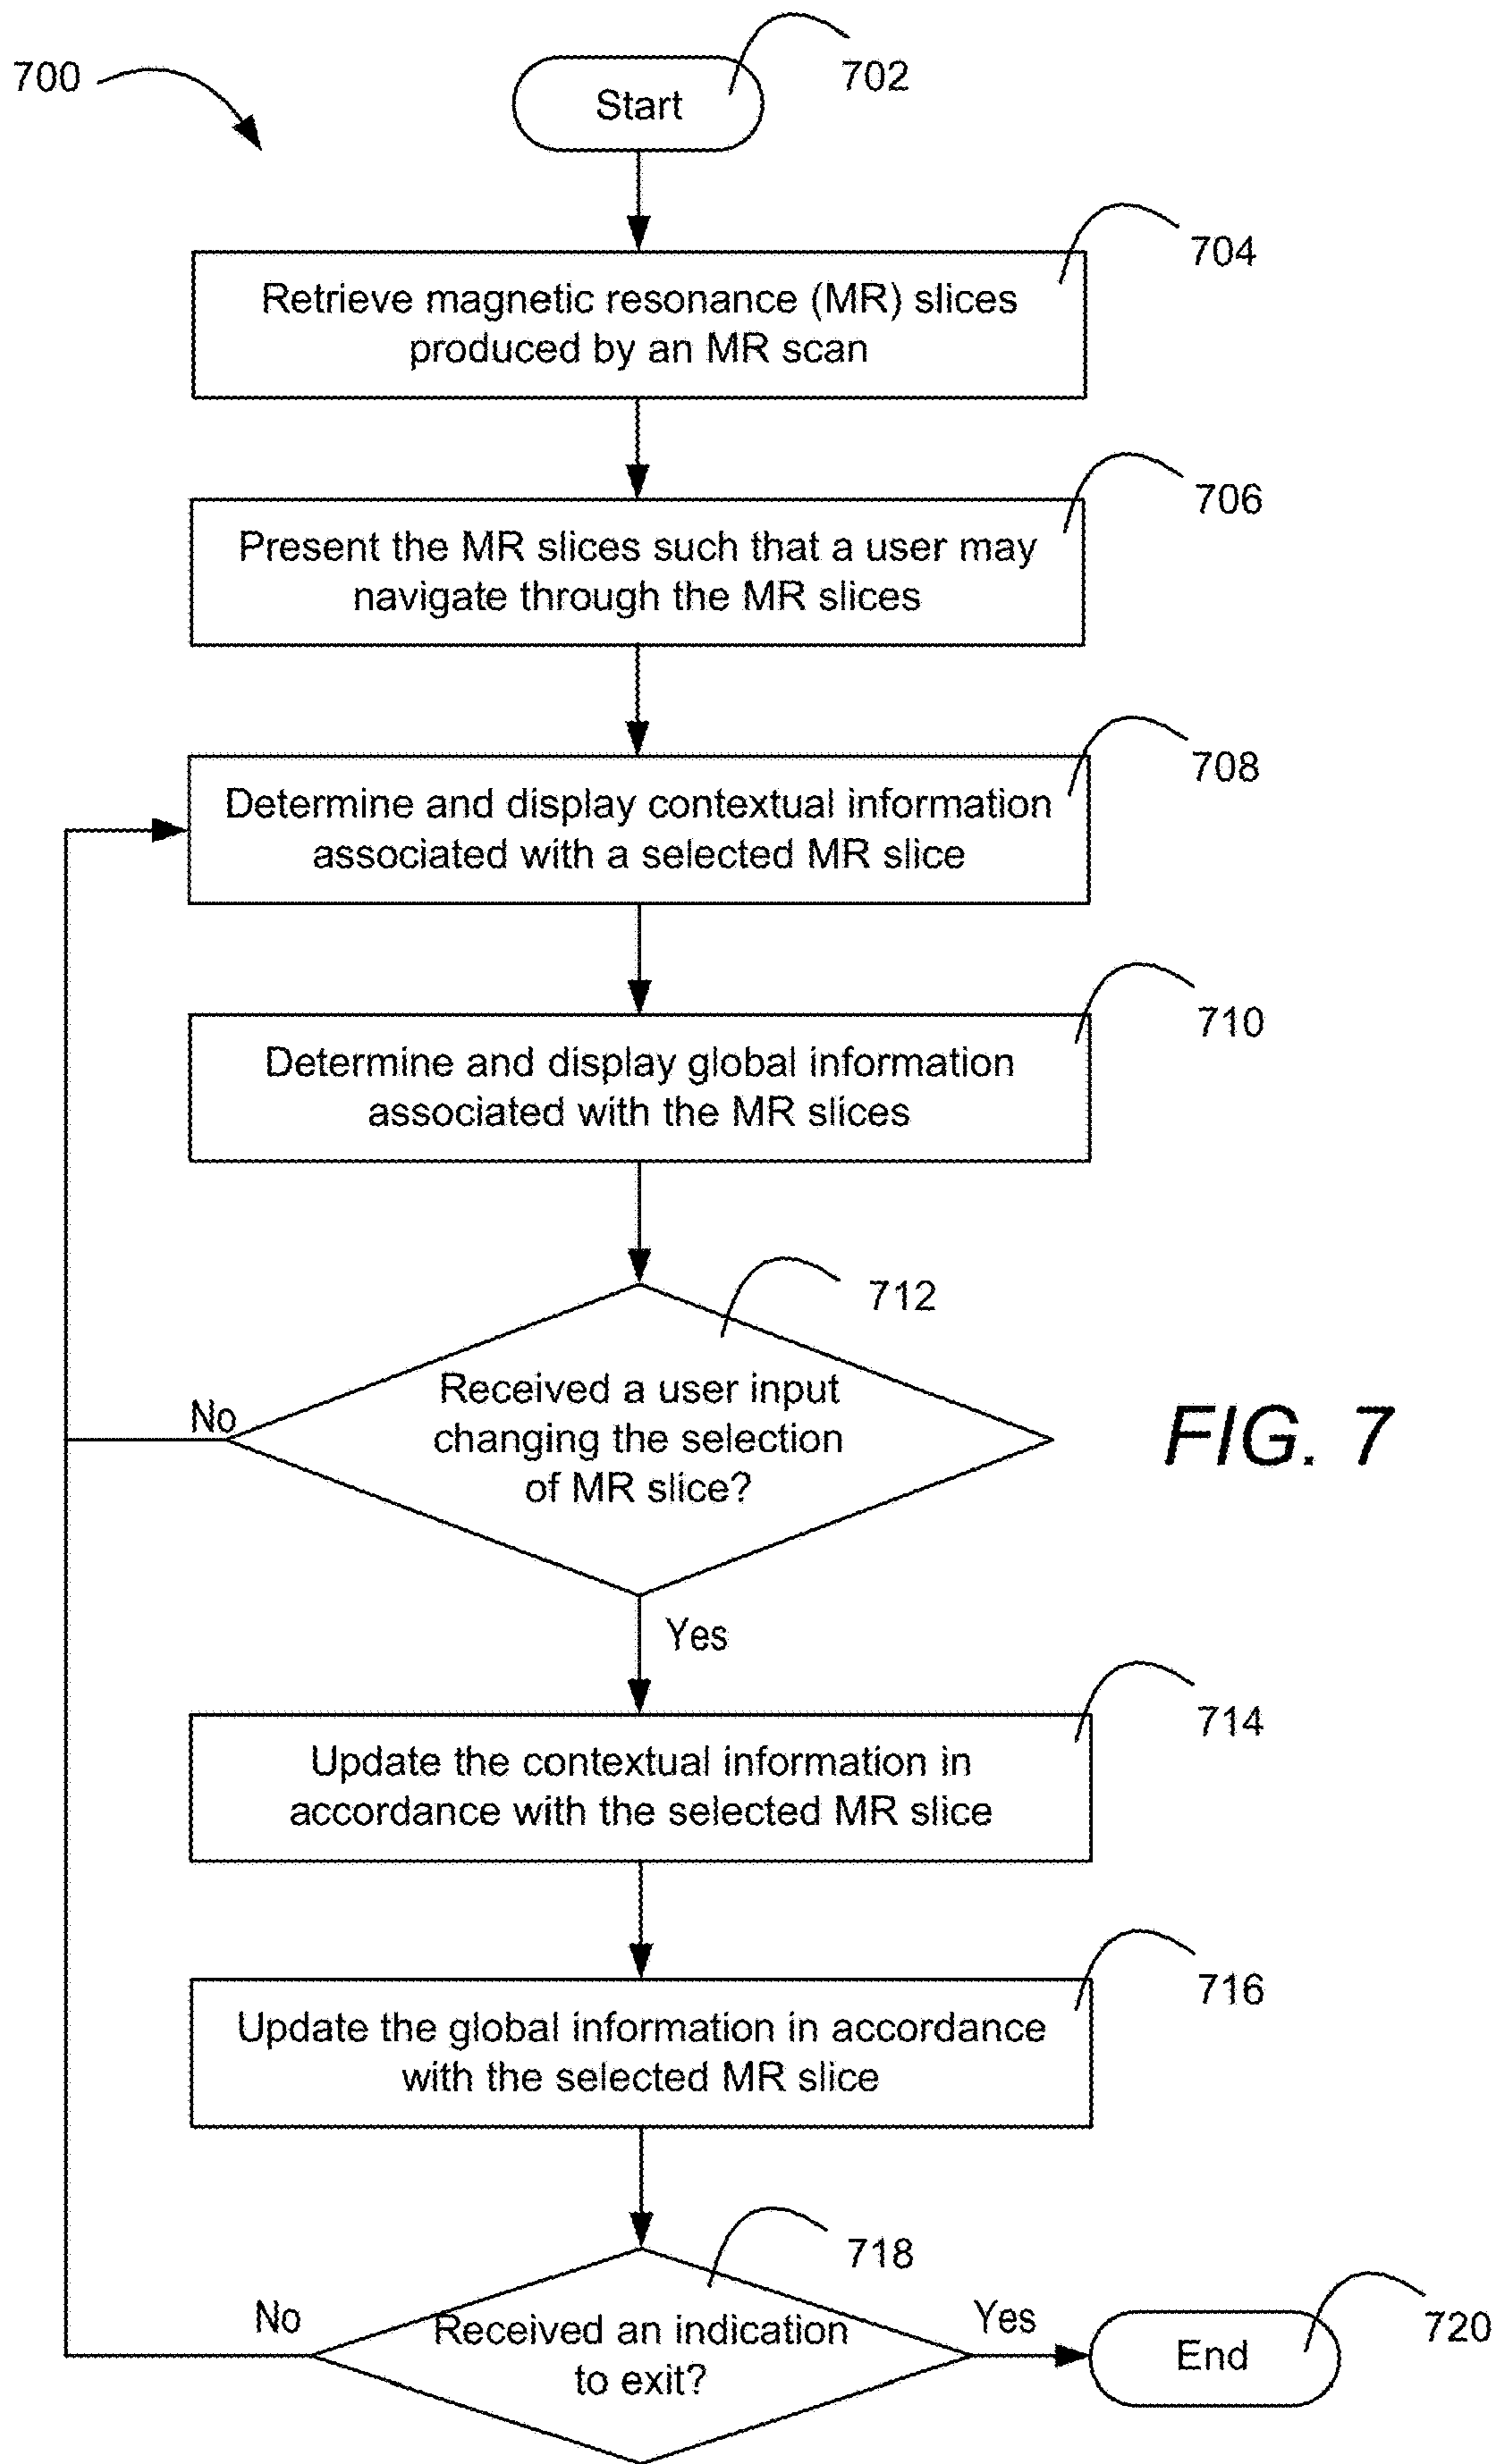 700
702
Start
704
Retrieve magnetic resonance (MR) slices
produced by an MR scan
706
Present the MR slices such that a user may
navigate through the MR slices
708
Determine and display contextual information
associated with a selected MR slice
710
Determine and display global information
associated with the MR slices
712
Received a user input
changing the selection
of MR slice?
No
FIG. 7
Yes
714
Update the contextual information in
accordance with the selected MR slice
716
Update the global information in accordance
with the selected MR slice
718
No
Received an indication
to exit?
Yes
End
720